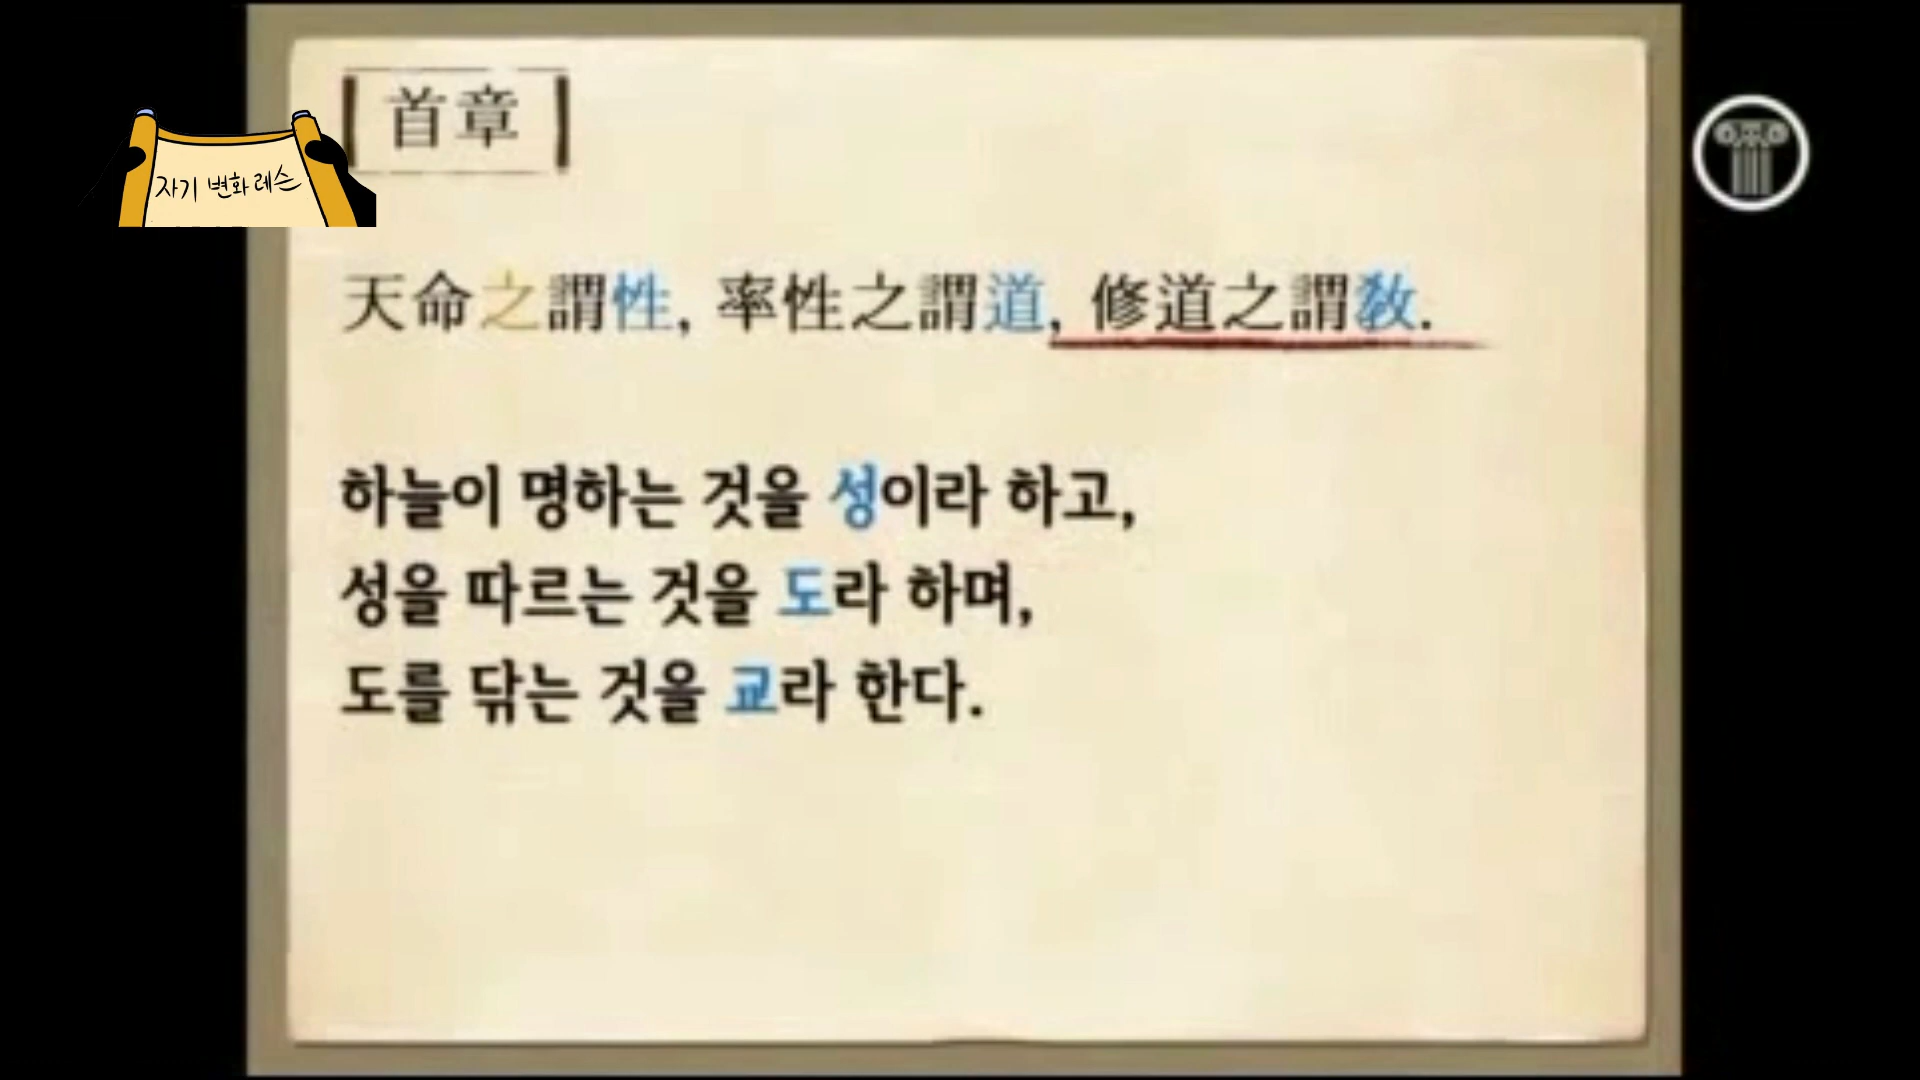 首章
자기 변화 레슨
天命之謂性, 率性之謂道, 修道之謂敎.
하늘이 명하는 것을 성이라 하고,
성을 따르는 것을 도라 하며,
도를 닦는 것을 교라 한다.